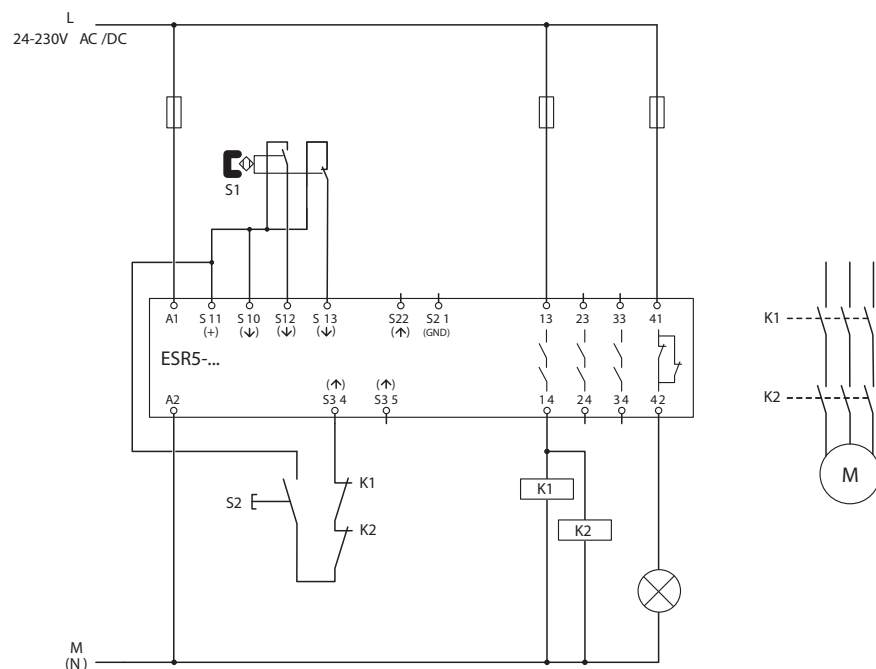 L
24-230V AC /DC
S1
A1
S 11
(+)
S 10
(↓)
S12
(↓)
S 13
(↓)
S22
(↑)
S2 1
(GND)
13
23
33
41
ESR5-...
A2
(↑)
S3 4
(↑)
S3 5
1 4
2 4
3 4
4 2
K1
K2
M
S2
K1
K2
K1
K2
M
(N)